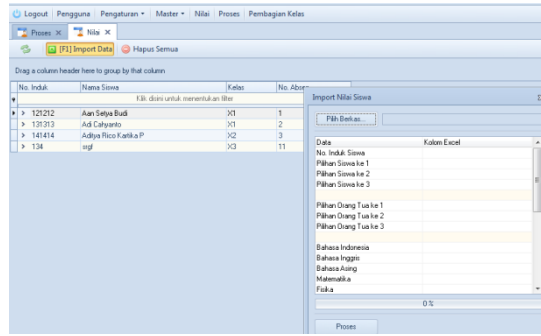 Logout Pengguna Pengaturan Master Nilai Proses Pembagian Kelas
Proses X Nilai X
[F1] Import Data Hapus Semua
Drag a column header here to group by that column
No. Induk Nama Siswa Kelas No. Absen
Klik disini untuk menentukan filter
121212 Aan Setya Budi X1 1
131313 Adi Cahyanto X1 2
141414 Aditya Rico Kartika P X2 3
134 srgf X3 11
Import Nilai Siswa
Pilih Berkas...
Data Kolom Excel
No. Induk Siswa
Pilihan Siswa ke 1
Pilihan Siswa ke 2
Pilihan Siswa ke 3
Pilihan Orang Tua ke 1
Pilihan Orang Tua ke 2
Pilihan Orang Tua ke 3
Bahasa Indonesia
Bahasa Inggris
Bahasa Asing
Matematika
Fisika
0 %
Proses